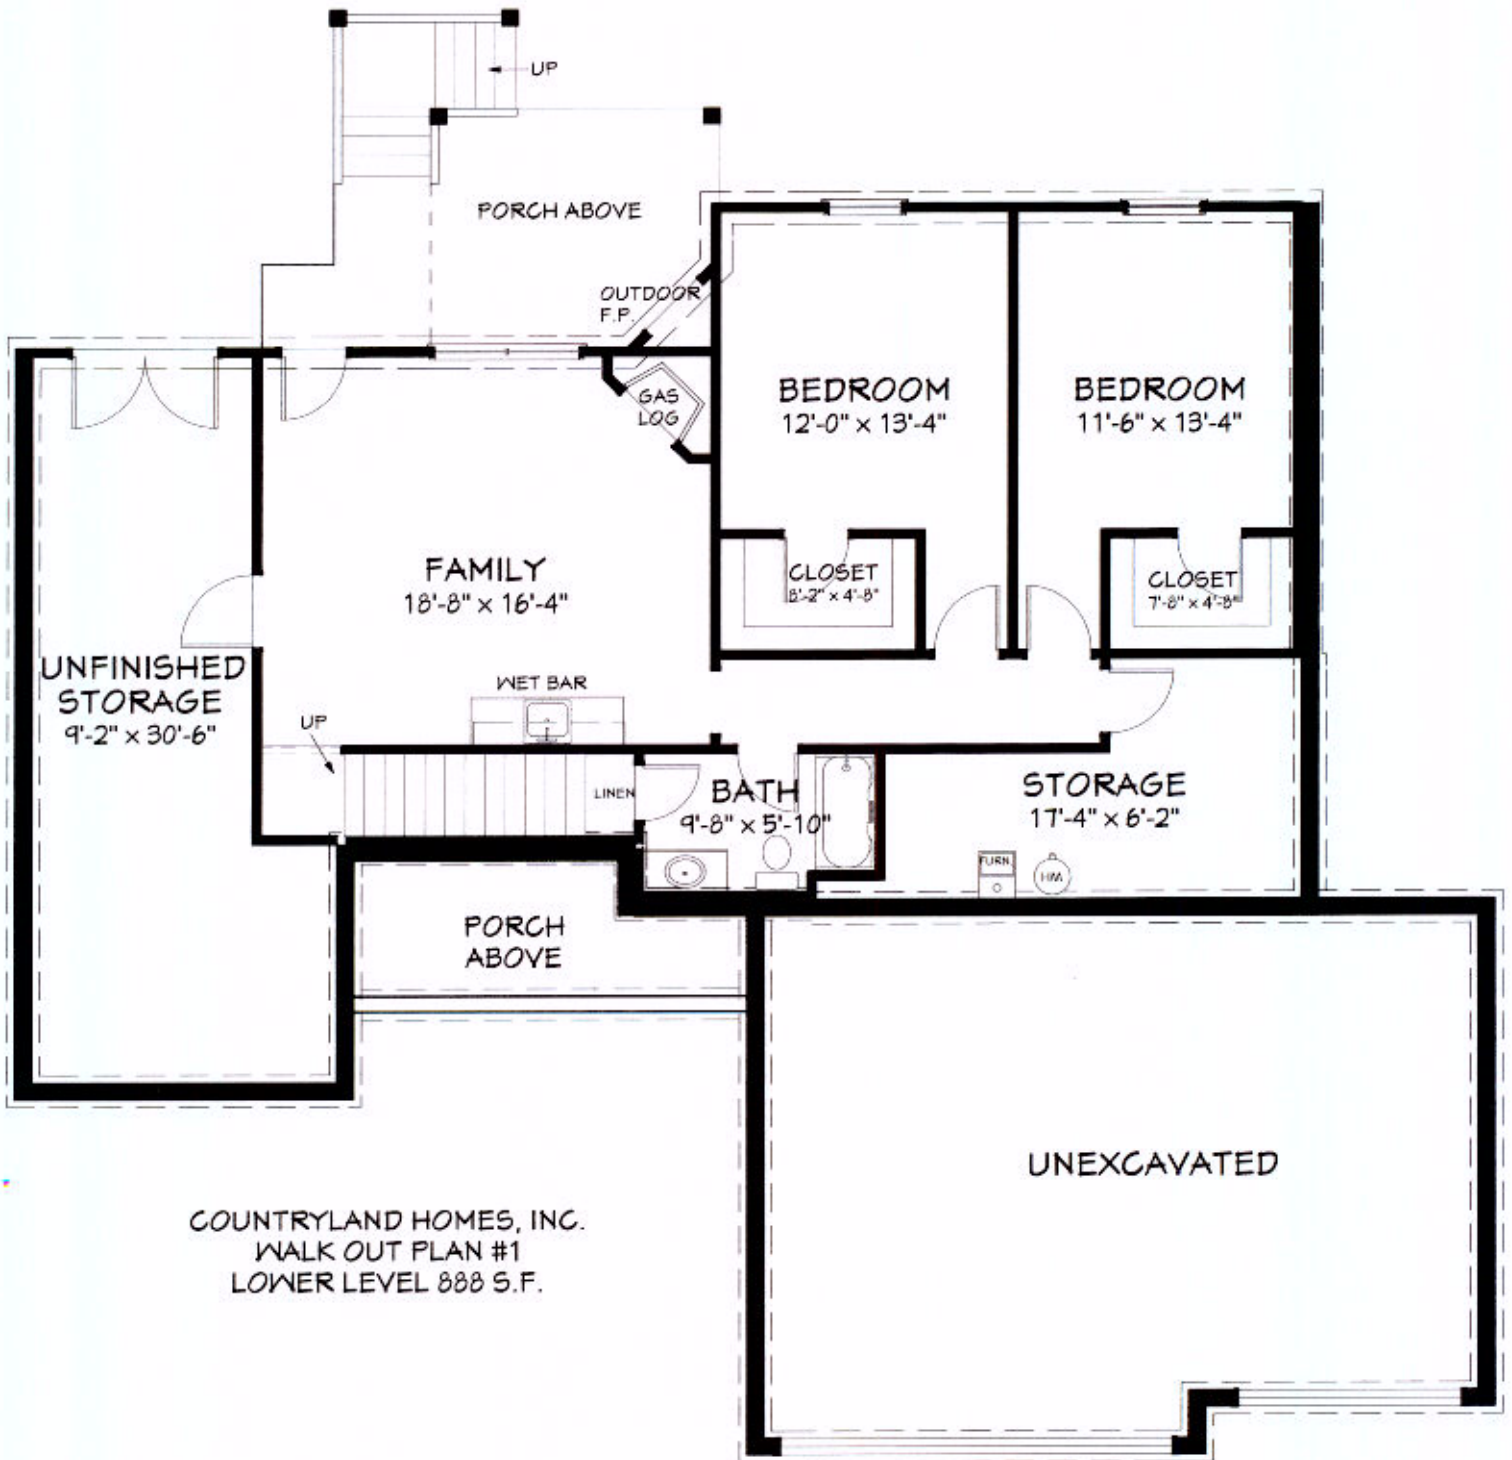 UP
PORCH ABOVE
OUTDOOR
F.P.
GAS
LOG
BEDROOM
12'-0" x 13'-4"
BEDROOM
11'-6" x 13'-4"
FAMILY
18'-8" x 16'-4"
CLOSET
8'-2" x 4'-8"
CLOSET
7'-8" x 4'-8"
UNFINISHED
STORAGE
9'-2" x 30'-6"
WET BAR
UP
LINEN
BATH
9'-8" x 5'-10"
STORAGE
17'-4" x 6'-2"
FURN.
HW
PORCH
ABOVE
UNEXCAVATED
COUNTRYLAND HOMES, INC.
WALK OUT PLAN #1
LOWER LEVEL 888 S.F.